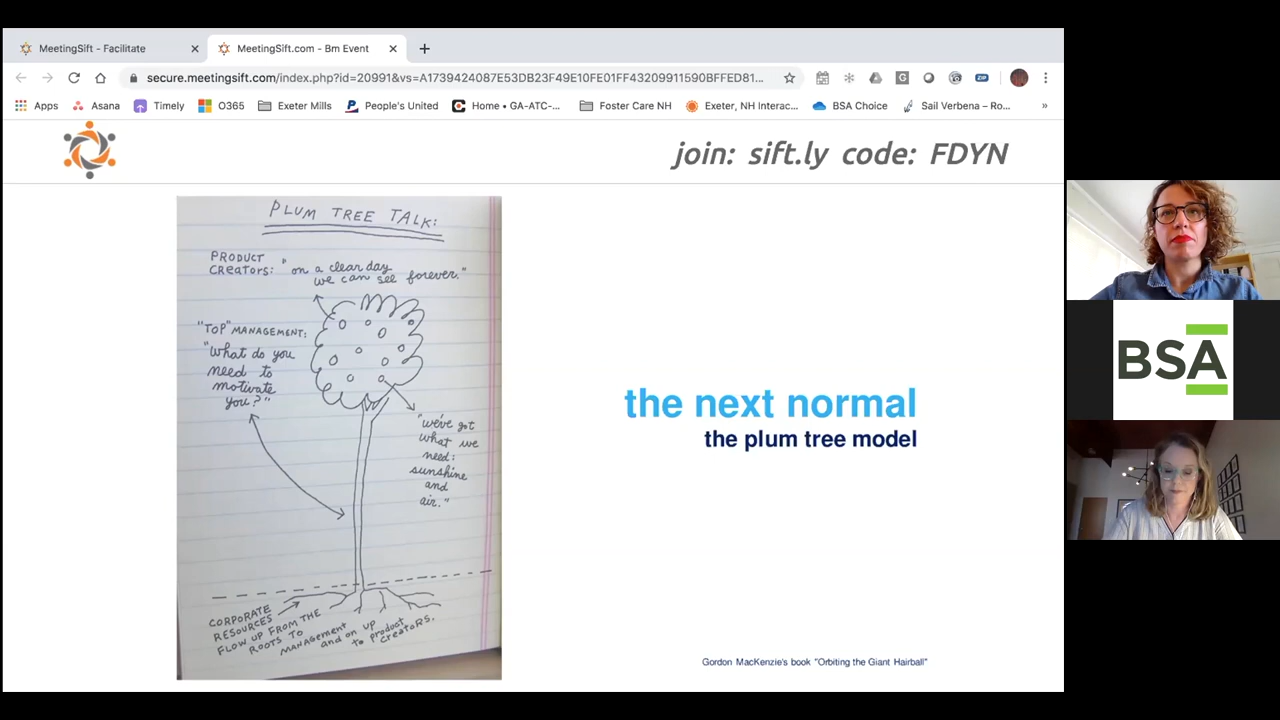 MeetingSift - Facilitate
MeetingSift.com - Bm Event
secure.meetingsift.com/index.php?id=20991&vs=A1739424087E53DB23F49E10FE01FF43209911590BFFED81...
Apps Asana Timely O365 Exeter Mills People's United Home • GA-ATC-... Foster Care NH Exeter, NH Interac... BSA Choice Sail Verbena – Ro... »
join: sift.ly code: FDYN
PLUM TREE TALK:
PRODUCT
CREATORS: "on a clear day
we can see forever."
"TOP" MANAGEMENT:
"What do you
need to
motivate
you?"
"we've got
what we
need:
sunshine
and
air."
CORPORATE
RESOURCES
FLOW UP FROM THE
ROOTS TO
MANAGEMENT
and on up
to product
creators.
the next normal
the plum tree model
Gordon MacKenzie's book "Orbiting the Giant Hairball"
BSA
ZIP
G